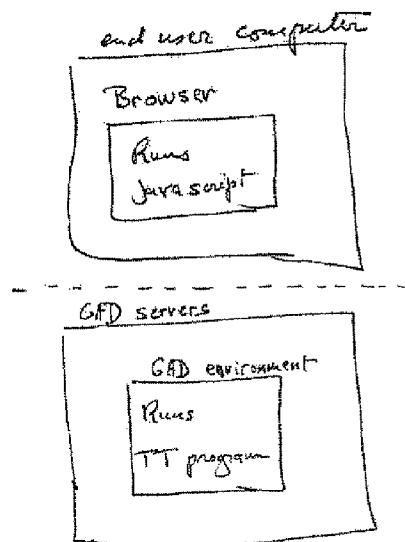 end user computer
Browser
Runs
Javascript
GAD servers
GAD environment
Runs
TT program